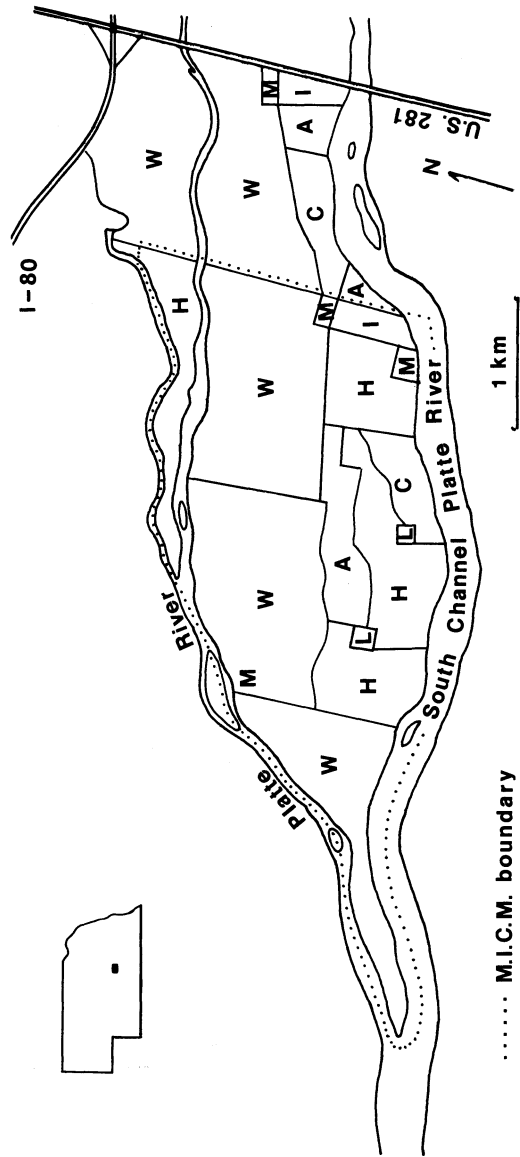 I-80
U.S. 281
N
W
W
M
I
A
C
H
W
M
A
I
M
H
River
W
A
C
L
H
M
L
H
Platte
W
South Channel Platte River
1 km
...... M.I.C.M. boundary